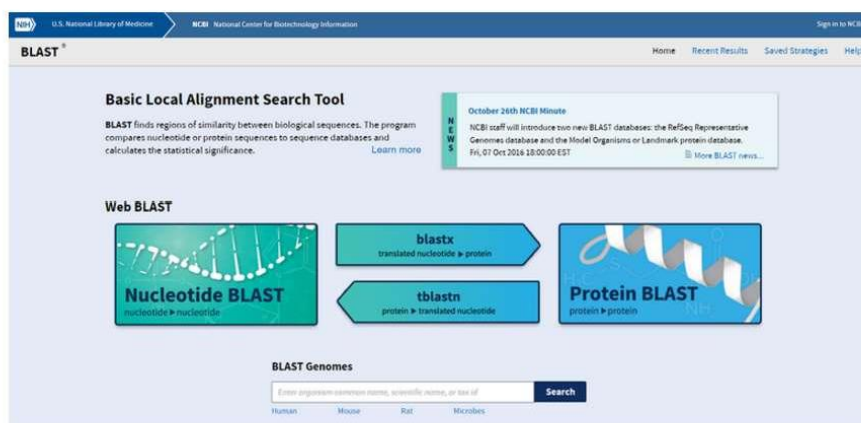 NIH U.S. National Library of Medicine NCBI National Center for Biotechnology Information Sign in to NCBI
BLAST ® Home Recent Results Saved Strategies Help
Basic Local Alignment Search Tool
BLAST finds regions of similarity between biological sequences. The program
compares nucleotide or protein sequences to sequence databases and
calculates the statistical significance. Learn more
NEWS
October 26th NCBI Minute
NCBI staff will introduce two new BLAST databases: the RefSeq Representative
Genomes database and the Model Organisms or Landmark protein database.
Fri, 07 Oct 2016 18:00:00 EST More BLAST news...
Web BLAST
Nucleotide BLAST
nucleotide ▶ nucleotide
blastx
translated nucleotide ▶ protein
tblastn
protein ▶ translated nucleotide
Protein BLAST
protein ▶ protein
BLAST Genomes
Enter organism common name, scientific name, or tax id Search
Human Mouse Rat Microbes